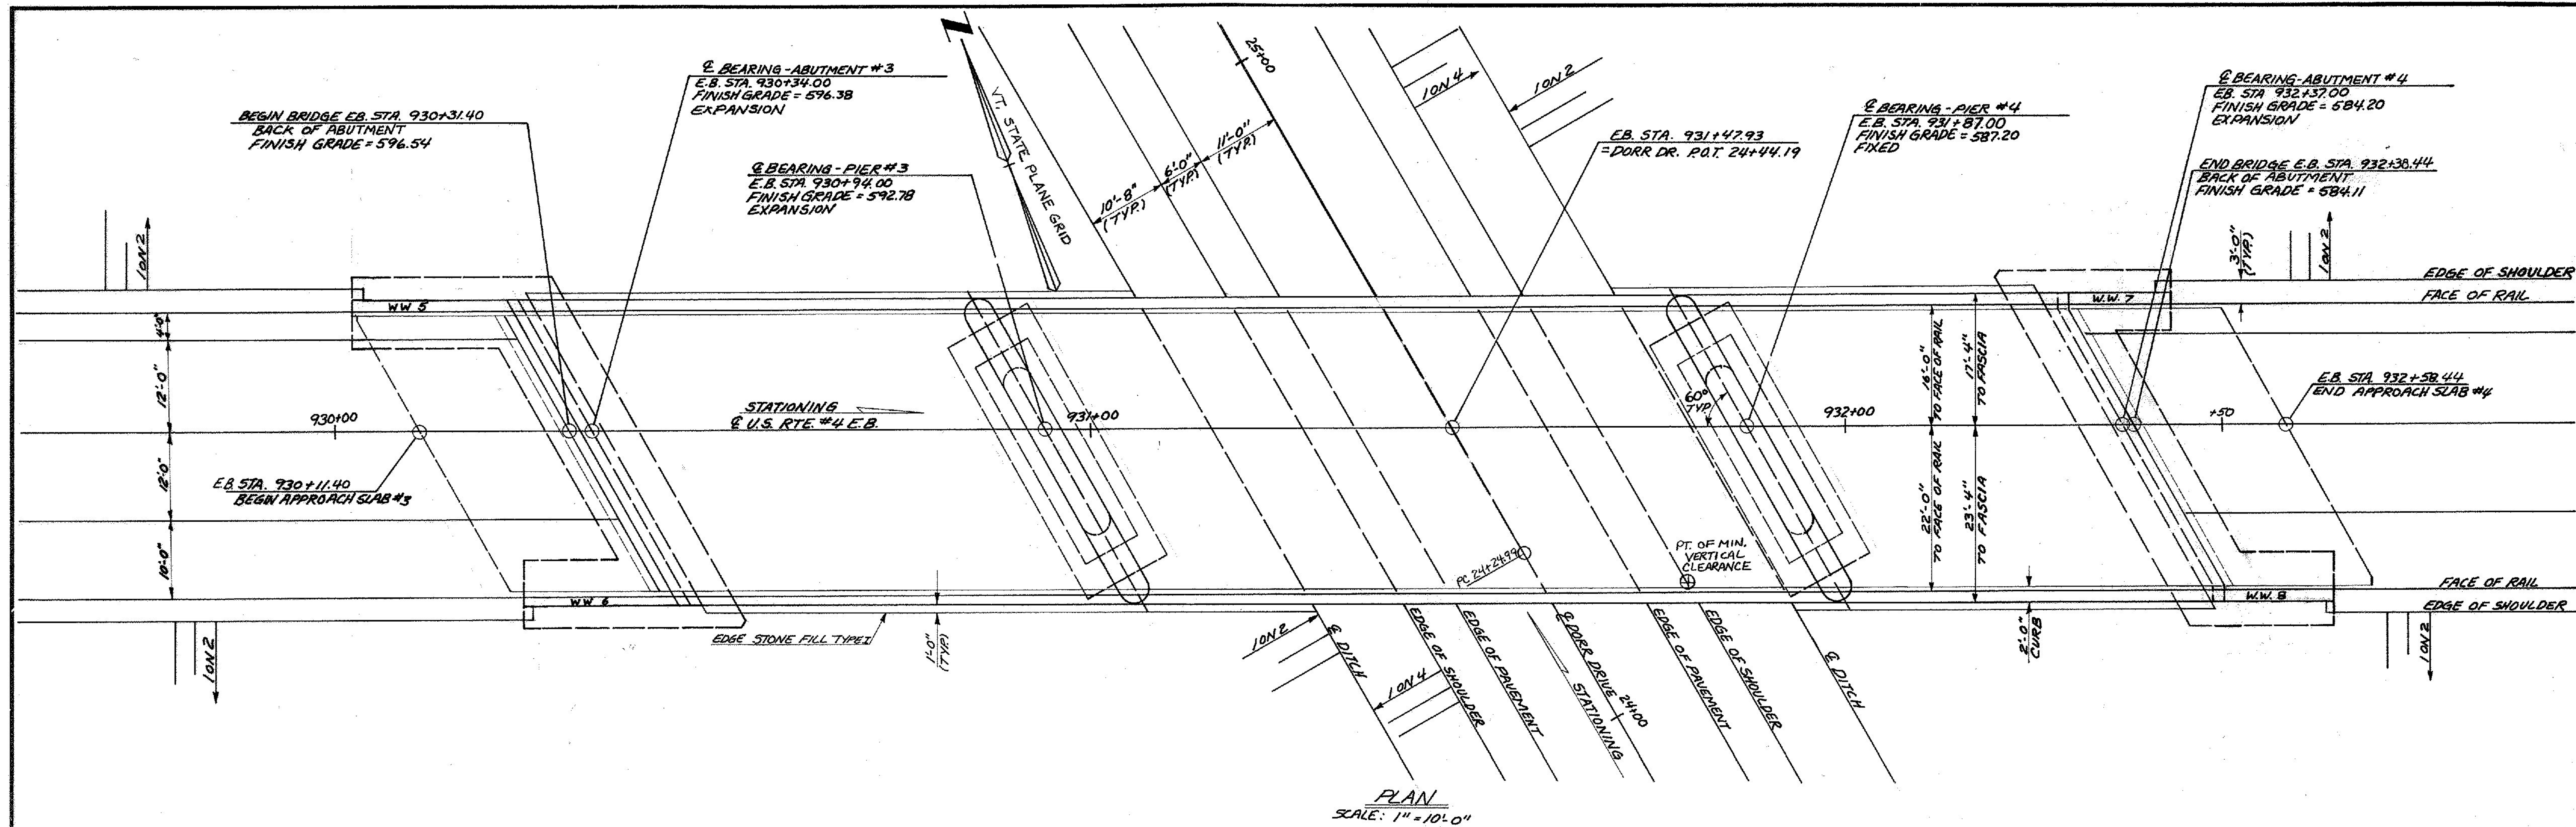 BEGIN BRIDGE E.B. STA. 930+31.40
BACK OF ABUTMENT
FINISH GRADE = 596.54
℄ BEARING - ABUTMENT #3
E.B. STA. 930+34.00
FINISH GRADE = 596.38
EXPANSION
℄ BEARING - PIER #3
E.B. STA. 930+94.00
FINISH GRADE = 592.78
EXPANSION
VT. STATE PLANE GRID
10'-8"
(TYP.)
6'-0"
(TYP.)
11'-0"
(TYP.)
25+00
1 ON 4
1 ON 2
E.B. STA. 931+47.93
= DORR DR. P.O.T. 24+44.19
℄ BEARING - PIER #4
E.B. STA. 931+87.00
FINISH GRADE = 587.20
FIXED
℄ BEARING - ABUTMENT #4
E.B. STA 932+37.00
FINISH GRADE = 584.20
EXPANSION
END BRIDGE E.B. STA. 932+38.44
BACK OF ABUTMENT
FINISH GRADE = 584.11
1 ON 2
3'-0"
(TYP.)
1 ON 2
EDGE OF SHOULDER
FACE OF RAIL
WW 5
W.W. 7
4'-0"
12'-0"
12'-0"
10'-0"
930+00
STATIONING
℄ U.S. RTE. #4 E.B.
931+00
60°
TYP.
932+00
+50
16'-0"
TO FACE OF RAIL
17'-4"
TO FASCIA
22'-0"
TO FACE OF RAIL
23'-4"
TO FASCIA
E.B. STA. 932+58.44
END APPROACH SLAB #4
E.B. STA. 930+11.40
BEGIN APPROACH SLAB #3
PC 24+24.99
PT. OF MIN.
VERTICAL
CLEARANCE
FACE OF RAIL
EDGE OF SHOULDER
WW 6
W.W. 8
1 ON 2
EDGE STONE FILL TYPE I
1'-0"
(TYP.)
1 ON 2
1 ON 4
℄ DITCH
EDGE OF SHOULDER
EDGE OF PAVEMENT
℄ DORR DRIVE
24+00
STATIONING
EDGE OF PAVEMENT
EDGE OF SHOULDER
℄ DITCH
2'-0"
CURB
1 ON 2
PLAN
SCALE: 1" = 10'-0"